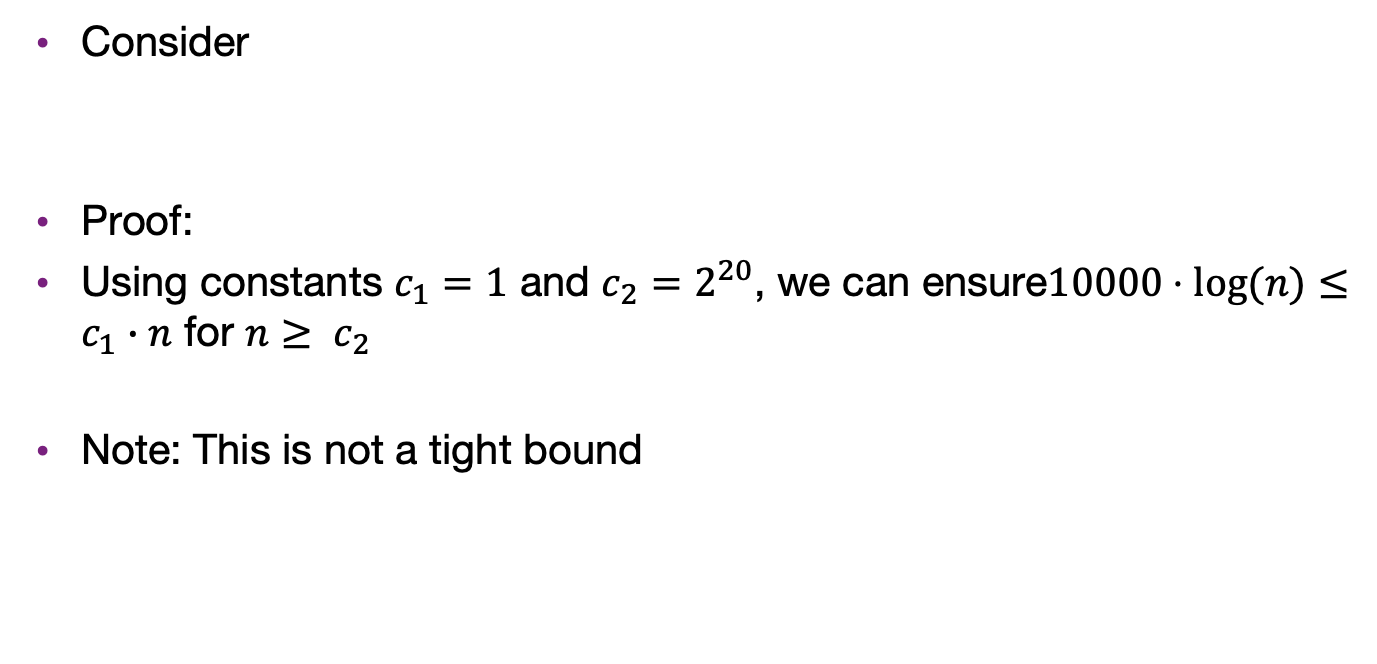 • Consider
• Proof:
• Using constants c₁ = 1 and c₂ = 2²⁰, we can ensure10000 · log(n) ≤
c₁ · n for n ≥ c₂
• Note: This is not a tight bound